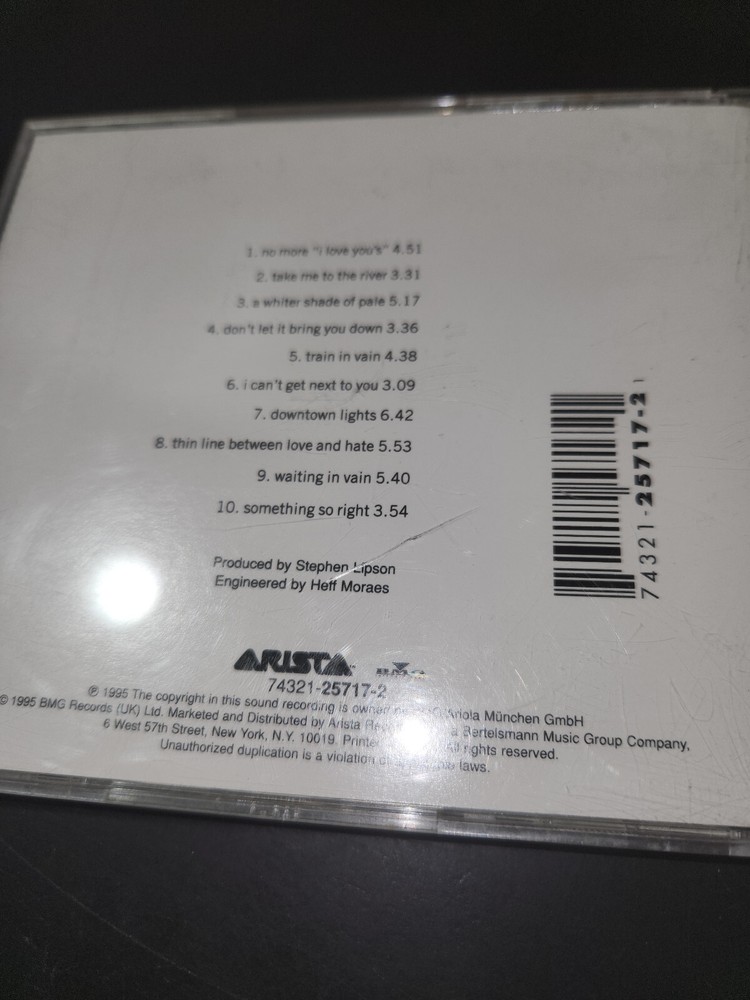 1. no more "i love you's" 4.51
2. take me to the river 3.31
3. a whiter shade of pale 5.17
4. don't let it bring you down 3.36
5. train in vain 4.38
6. i can't get next to you 3.09
7. downtown lights 6.42
8. thin line between love and hate 5.53
9. waiting in vain 5.40
10. something so right 3.54
Produced by Stephen Lipson
Engineered by Heff Moraes
ARISTA BMG
74321-25717-2
℗ 1995 The copyright in this sound recording is owned Ariola München GmbH
© 1995 BMG Records (UK) Ltd. Marketed and Distributed by Arista a Bertelsmann Music Group Company,
6 West 57th Street, New York, N.Y. 10019. All rights reserved.
Unauthorized duplication is a violation of laws.
74321-25717-2